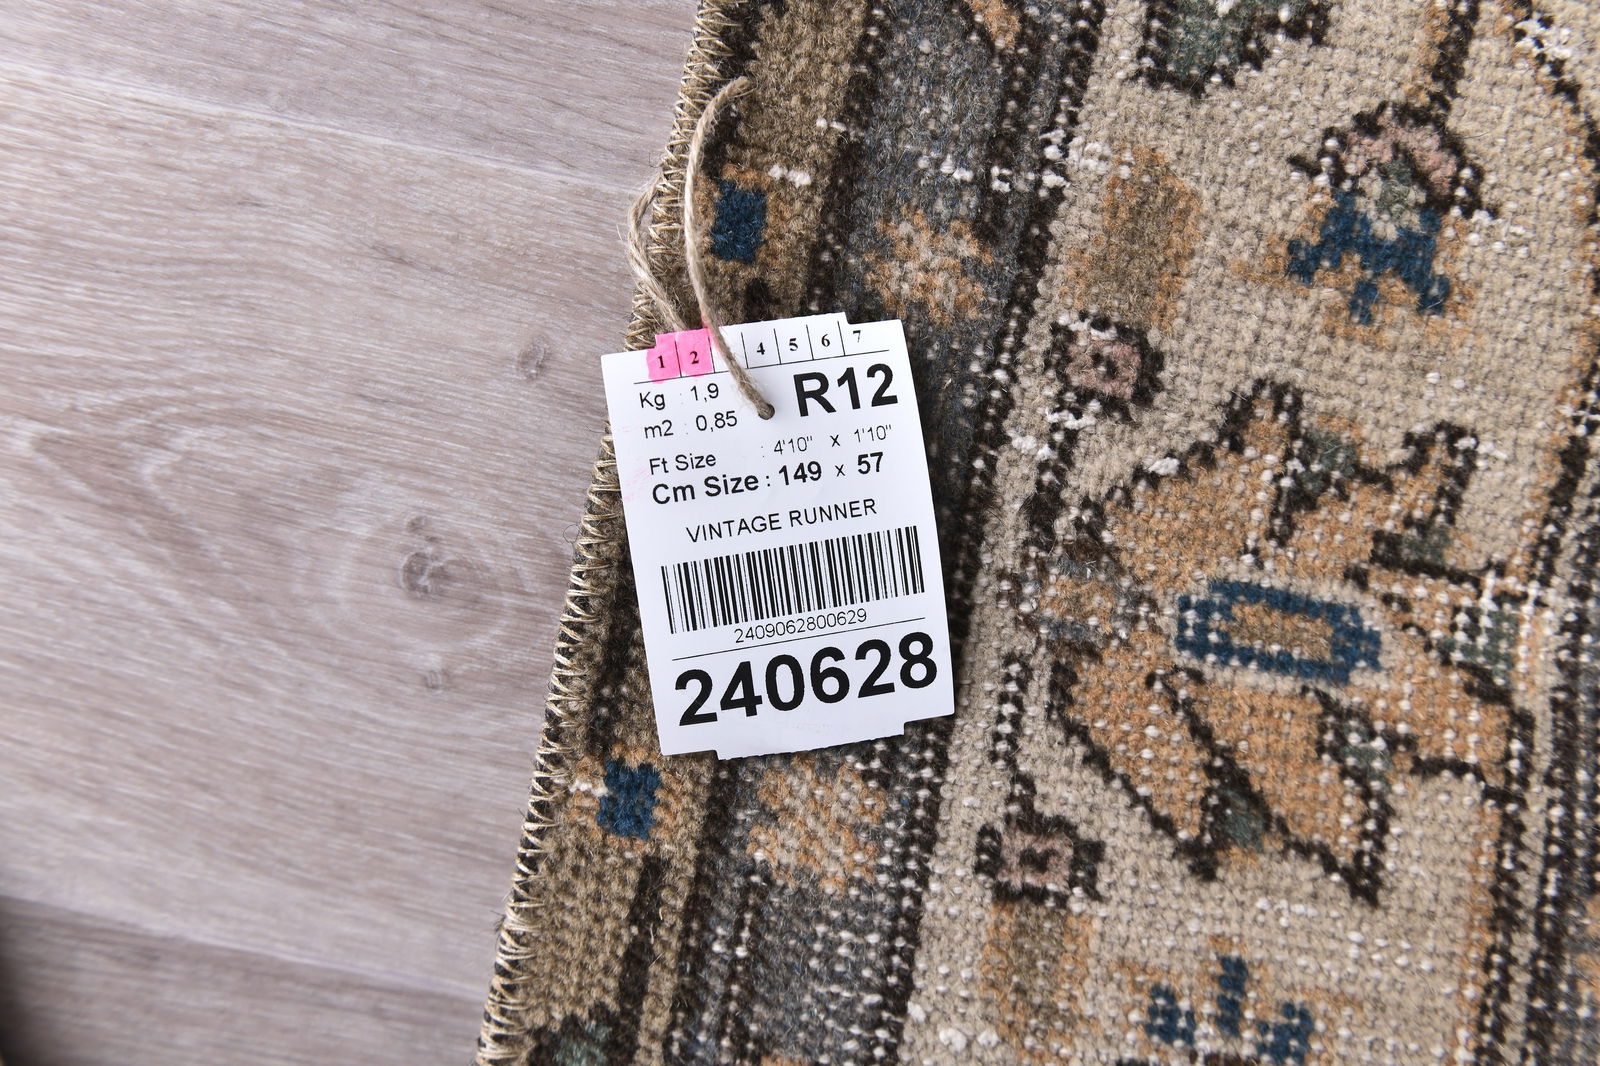 1 2 4 5 6 7
Kg : 1,9
R12
m2 : 0,85
Ft Size : 4'10" x 1'10"
Cm Size : 149 x 57
VINTAGE RUNNER
2409062800629
240628